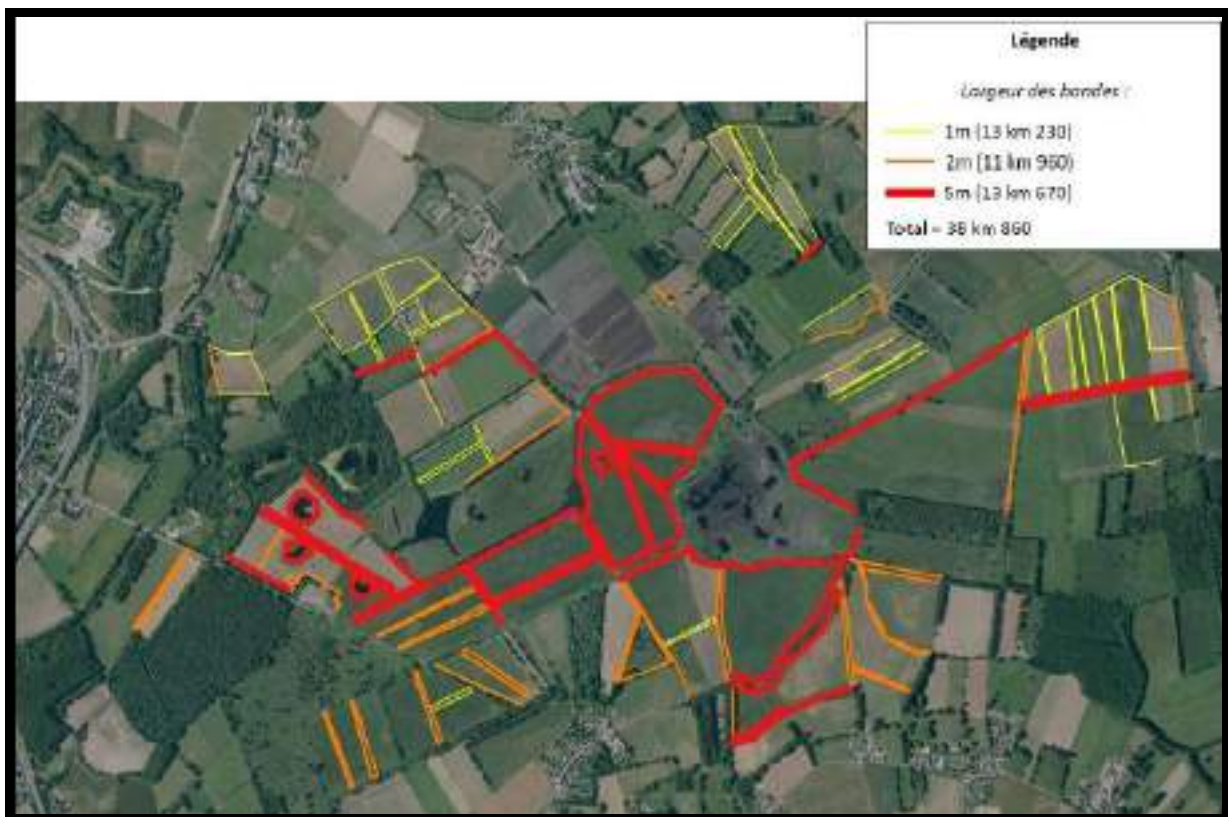 Légende
Largeur des bandes :
1m (13 km 230)
2m (11 km 960)
5m (13 km 670)
Total = 38 km 860